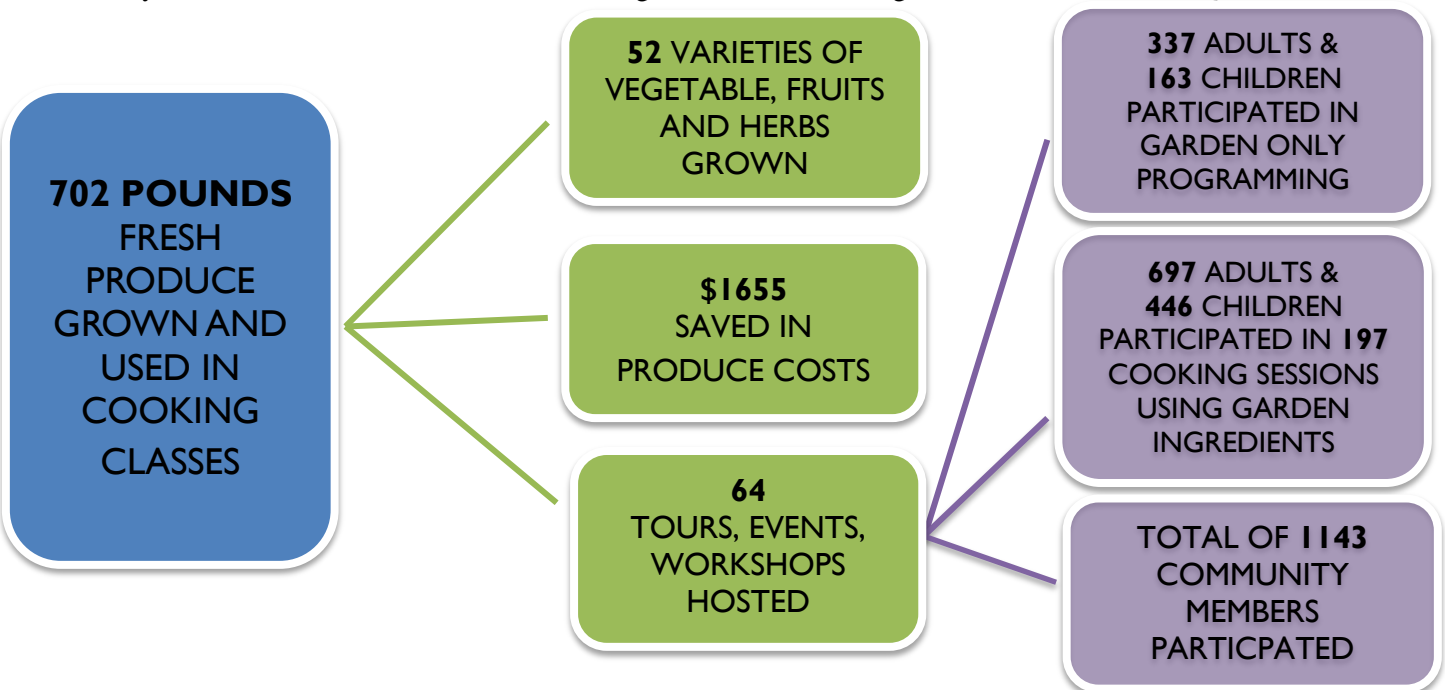 702 POUNDS
FRESH
PRODUCE
GROWN AND
USED IN
COOKING
CLASSES
52 VARIETIES OF
VEGETABLE, FRUITS
AND HERBS
GROWN
$1655
SAVED IN
PRODUCE COSTS
64
TOURS, EVENTS,
WORKSHOPS
HOSTED
337 ADULTS &
163 CHILDREN
PARTICIPATED IN
GARDEN ONLY
PROGRAMMING
697 ADULTS &
446 CHILDREN
PARTICIPATED IN 197
COOKING SESSIONS
USING GARDEN
INGREDIENTS
TOTAL OF 1143
COMMUNITY
MEMBERS
PARTICPATED